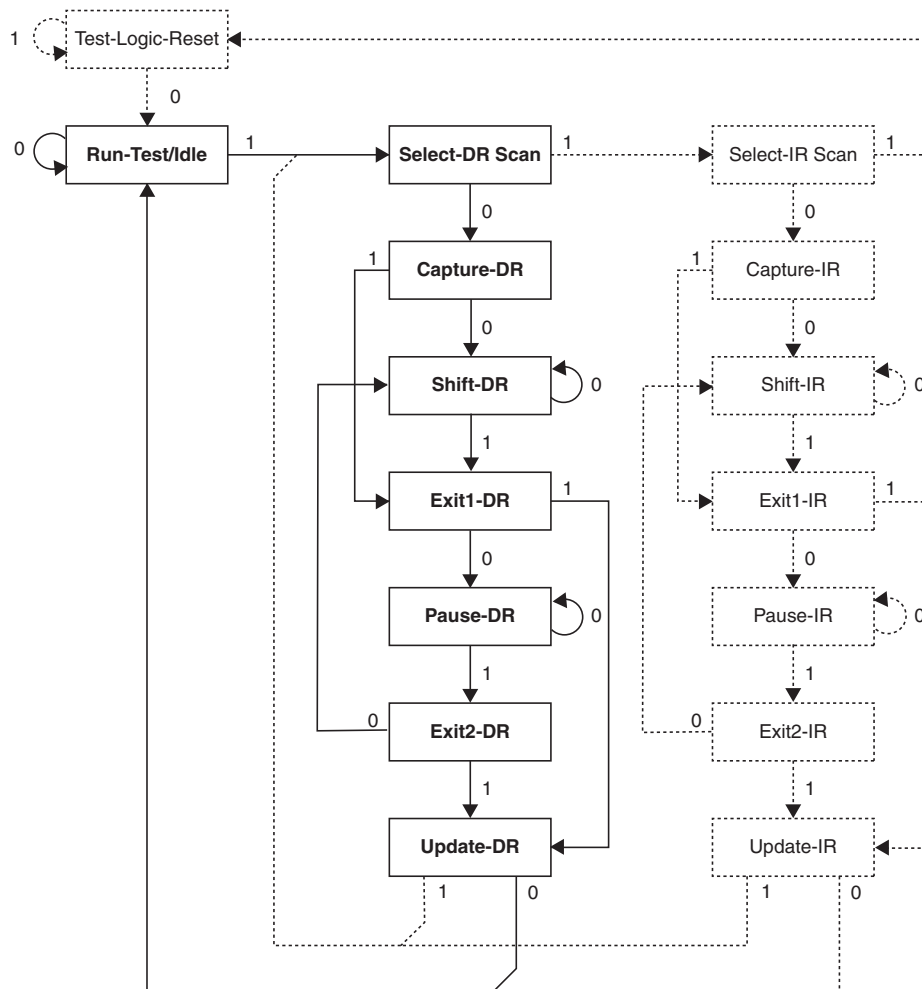 1
Test-Logic-Reset
0
0
Run-Test/Idle
1
Select-DR Scan
1
Select-IR Scan
1
0
0
1
Capture-DR
1
Capture-IR
0
0
Shift-DR
0
Shift-IR
0
1
1
Exit1-DR
1
Exit1-IR
1
0
0
Pause-DR
0
Pause-IR
0
1
1
0
Exit2-DR
0
Exit2-IR
1
1
Update-DR
Update-IR
1
0
1
0